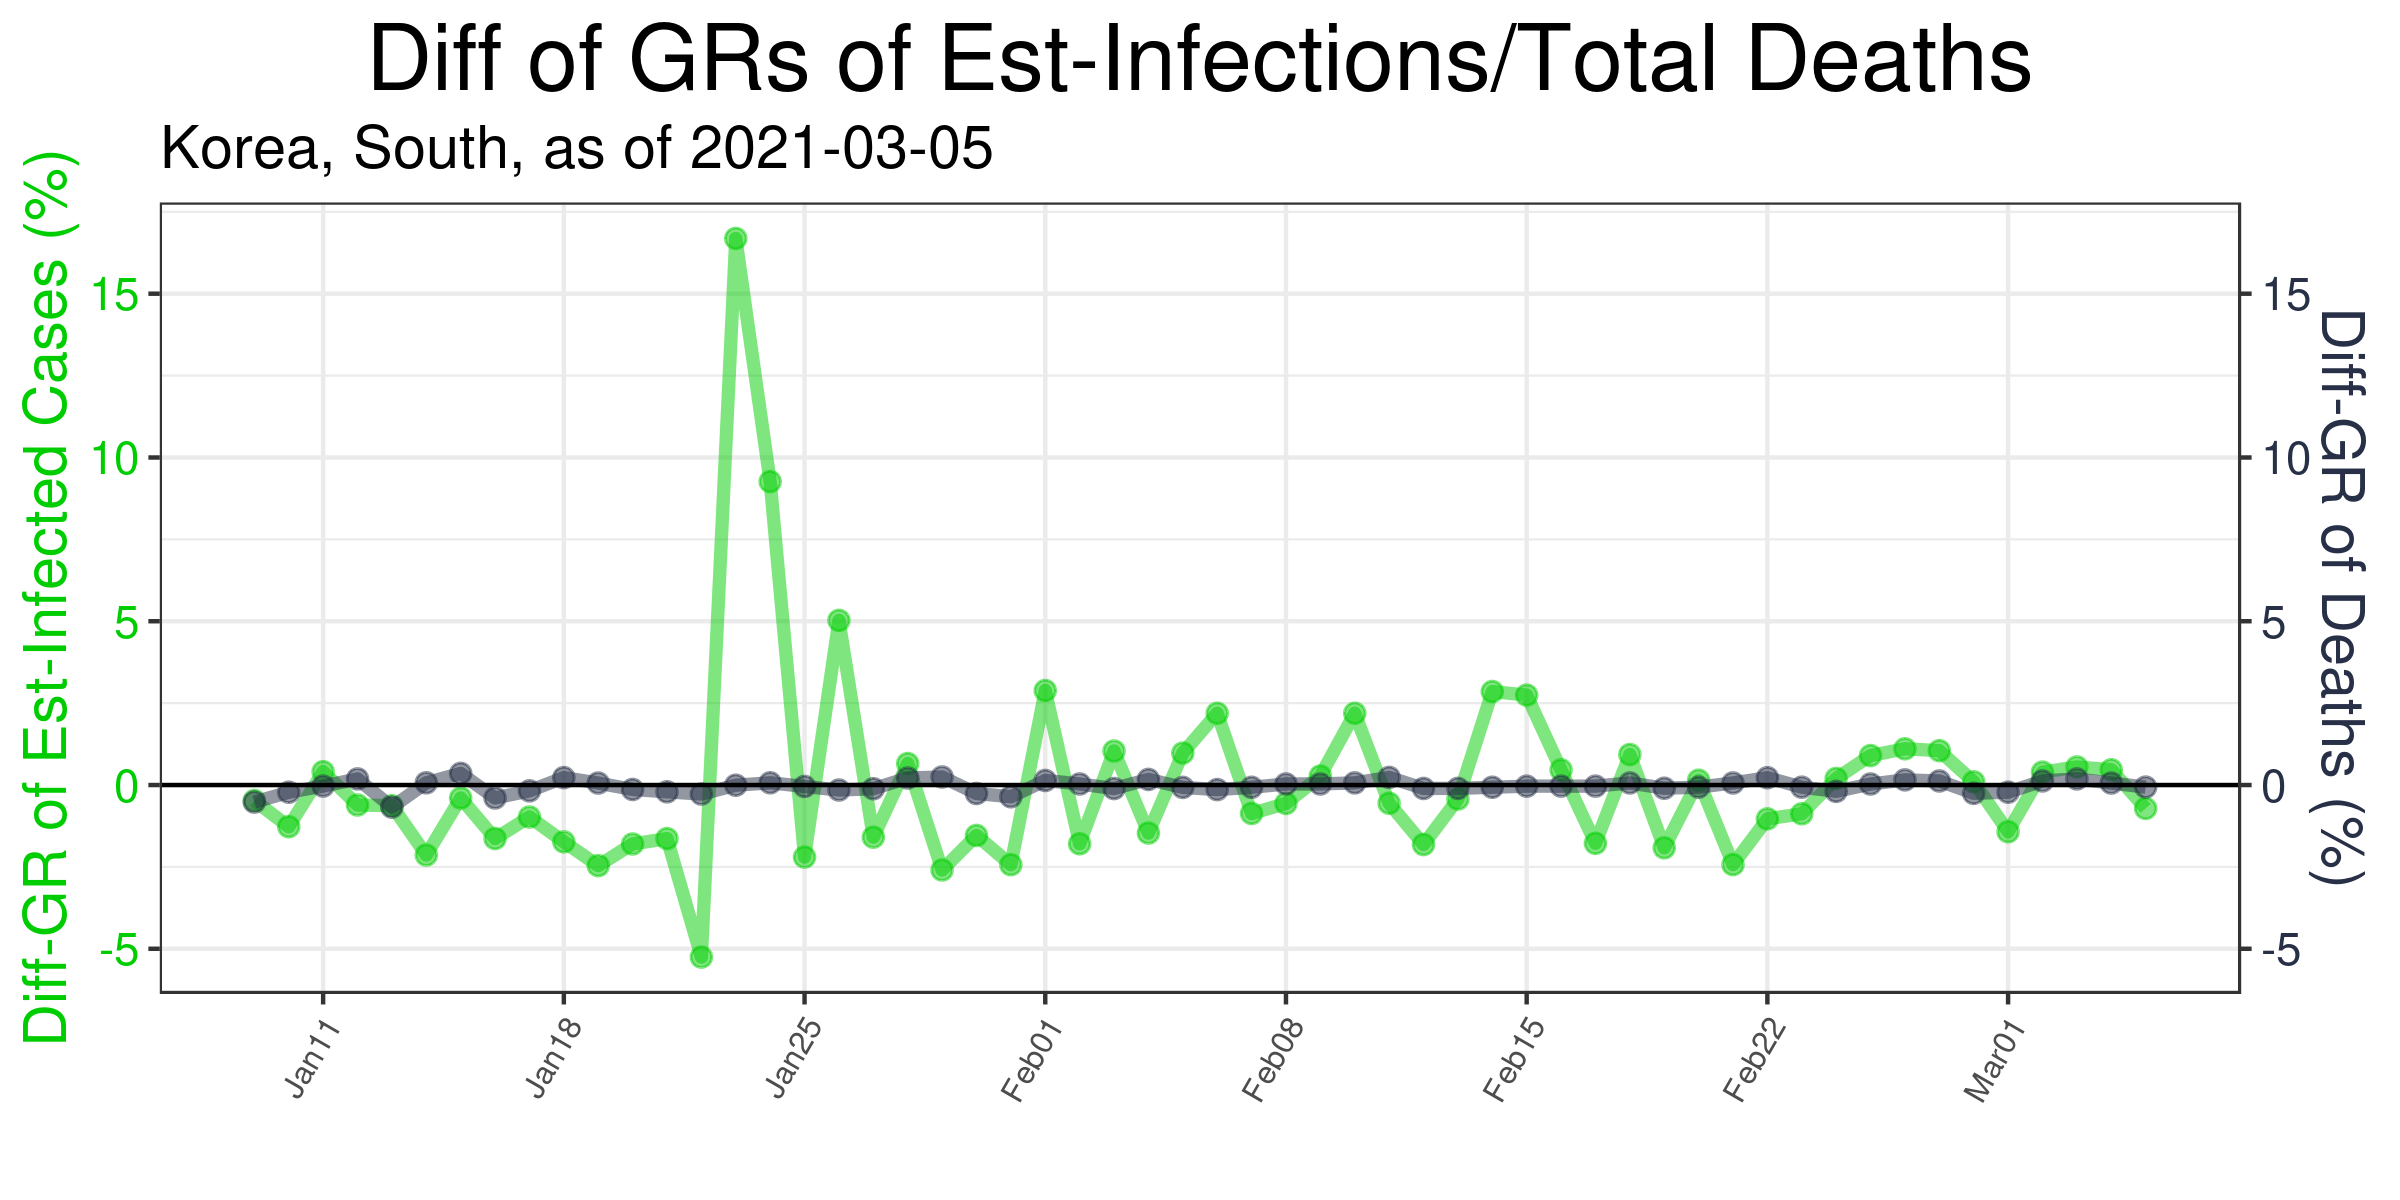 Diff of GRs of Est-Infections/Total Deaths
Korea, South, as of 2021-03-05
Diff-GR of Est-Infected Cases (%)
15
10
5
0
-5
15
10
5
0
-5
Diff-GR of Deaths (%)
Jan11
Jan18
Jan25
Feb01
Feb08
Feb15
Feb22
Mar01